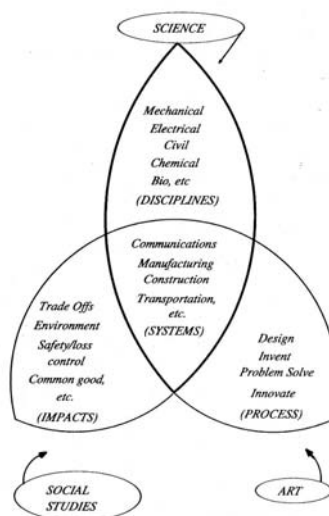 SCIENCE
Mechanical
Electrical
Civil
Chemical
Bio, etc
(DISCIPLINES)
Communications
Manufacturing
Construction
Transportation,
etc.
(SYSTEMS)
Trade Offs
Environment
Safety/loss
control
Common good,
etc.
(IMPACTS)
Design
Invent
Problem Solve
Innovate
(PROCESS)
SOCIAL
STUDIES
ART